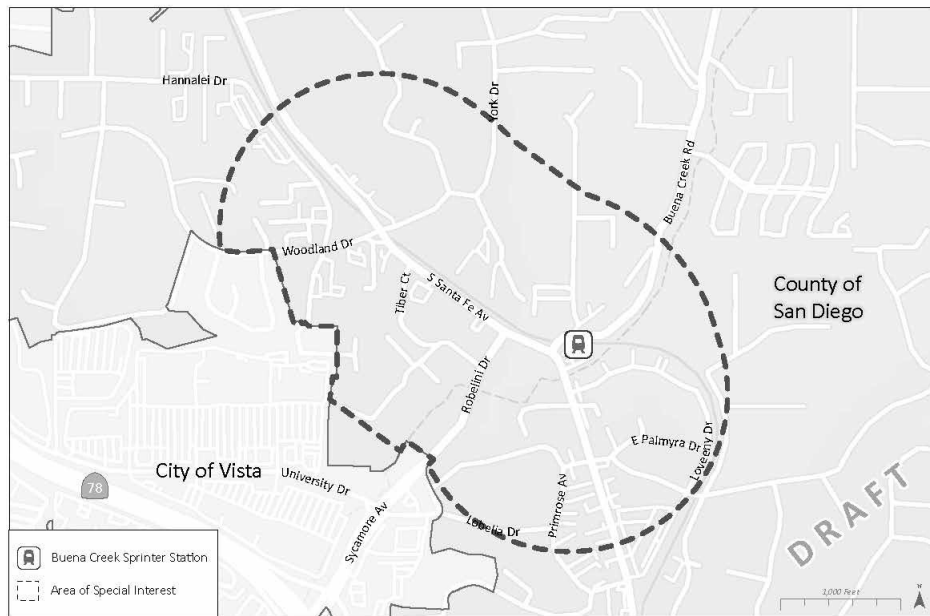 Hannalei Dr
York Dr
Buena Creek Rd
Woodland Dr
Tiber Ct
S Santa Fe Av
County of
San Diego
Robelini Dr
E Palmyra Dr
Loveeny Dr
City of Vista
University Dr
78
Primrose Av
Lobelia Dr
Sycamore Av
DRAFT
Buena Creek Sprinter Station
Area of Special Interest
1,000 Feet
N